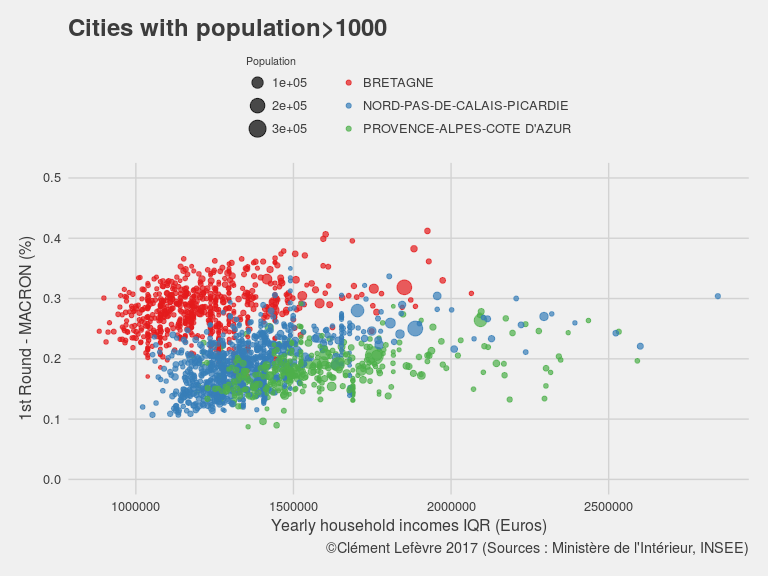 Cities with population>1000
Population
1e+05
2e+05
3e+05
BRETAGNE
NORD-PAS-DE-CALAIS-PICARDIE
PROVENCE-ALPES-COTE D'AZUR
1st Round - MACRON (%)
0.5
0.4
0.3
0.2
0.1
0.0
1000000
1500000
2000000
2500000
Yearly household incomes IQR (Euros)
©Clément Lefèvre 2017 (Sources : Ministère de l'Intérieur, INSEE)